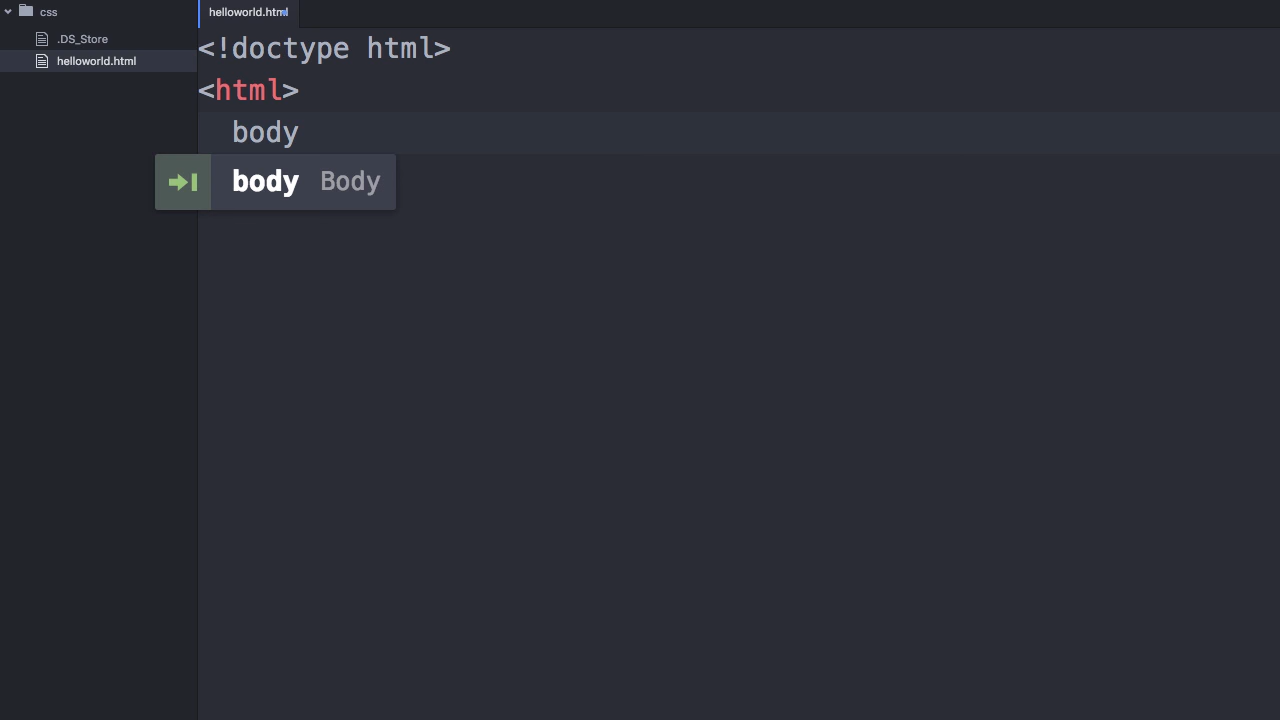 css
.DS_Store
helloworld.html
helloworld.html
<!doctype html>
<html>
body
body Body